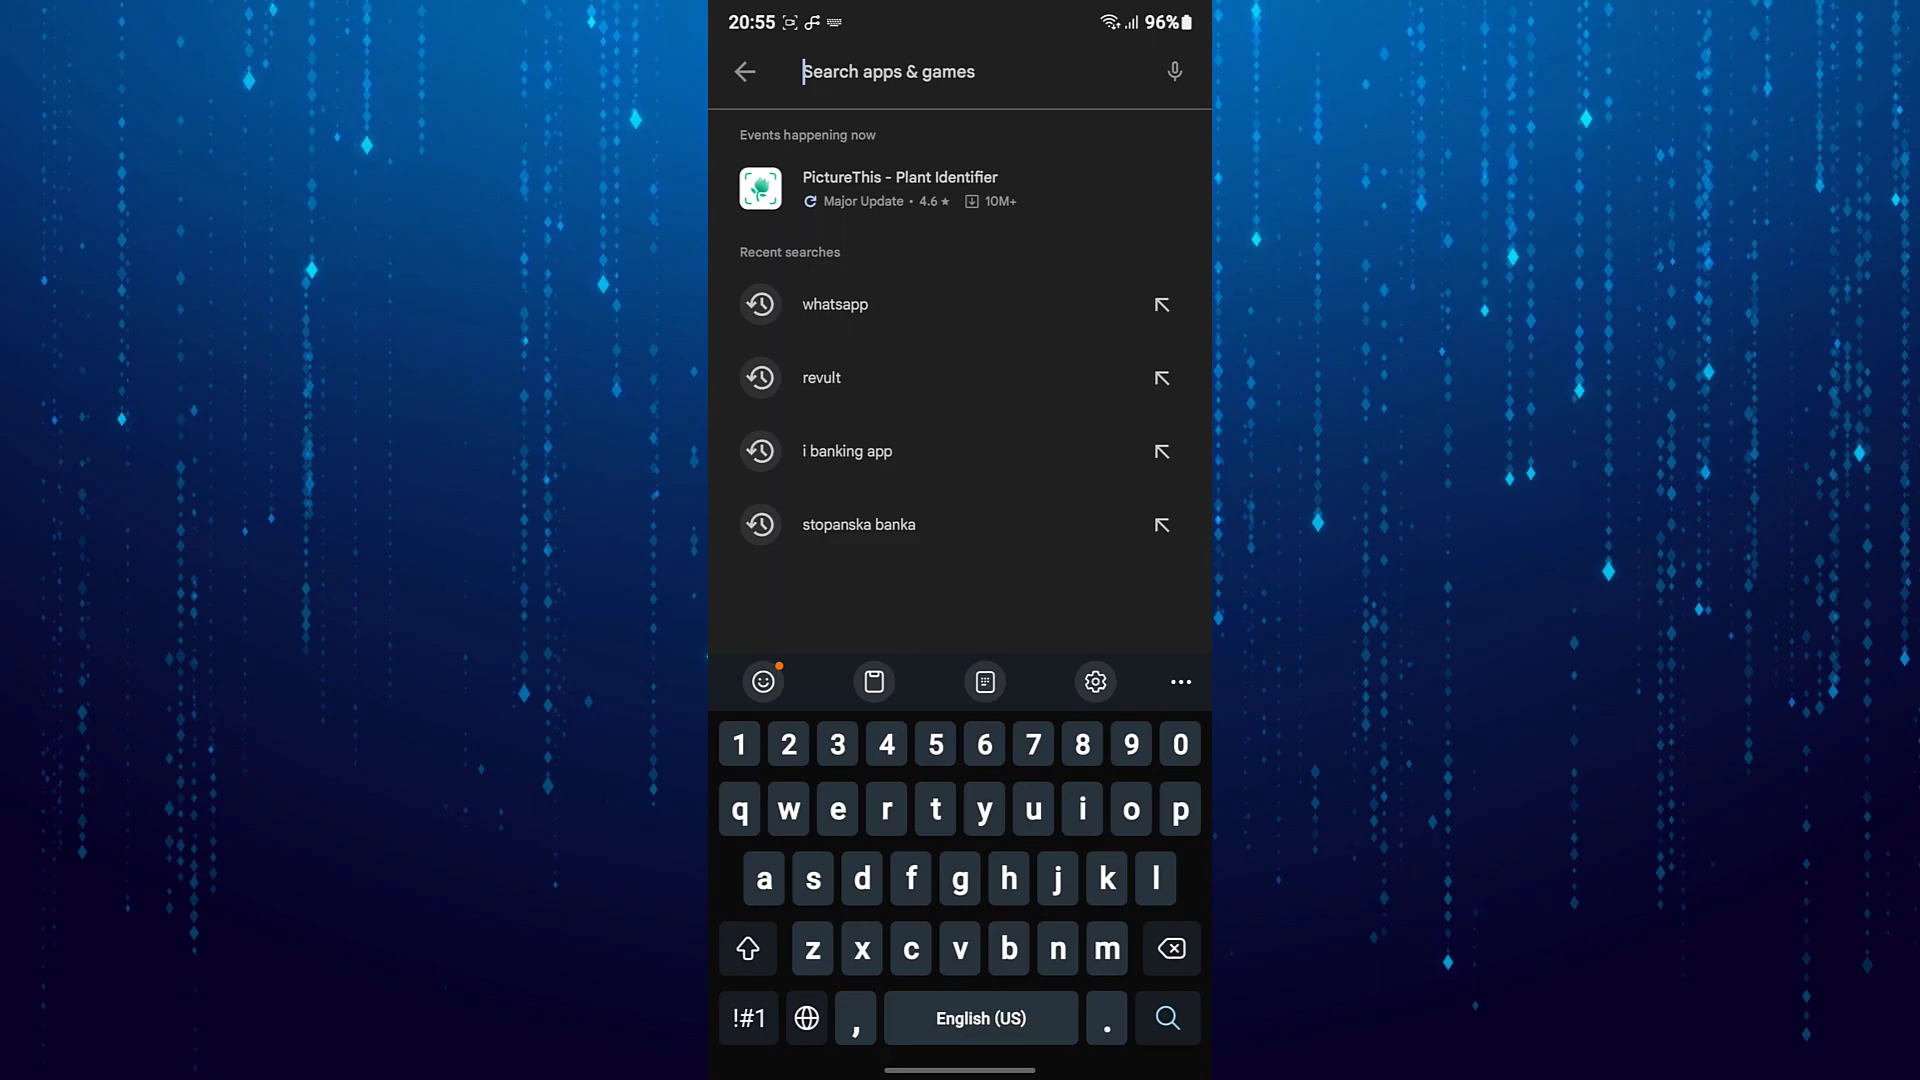 20:55 96%
Search apps & games
Events happening now
PictureThis - Plant Identifier
Major Update • 4.6 ★ 10M+
Recent searches
whatsapp
revult
i banking app
stopanska banka
1 2 3 4 5 6 7 8 9 0
q w e r t y u i o p
a s d f g h j k l
z x c v b n m
!#1 , English (US) .